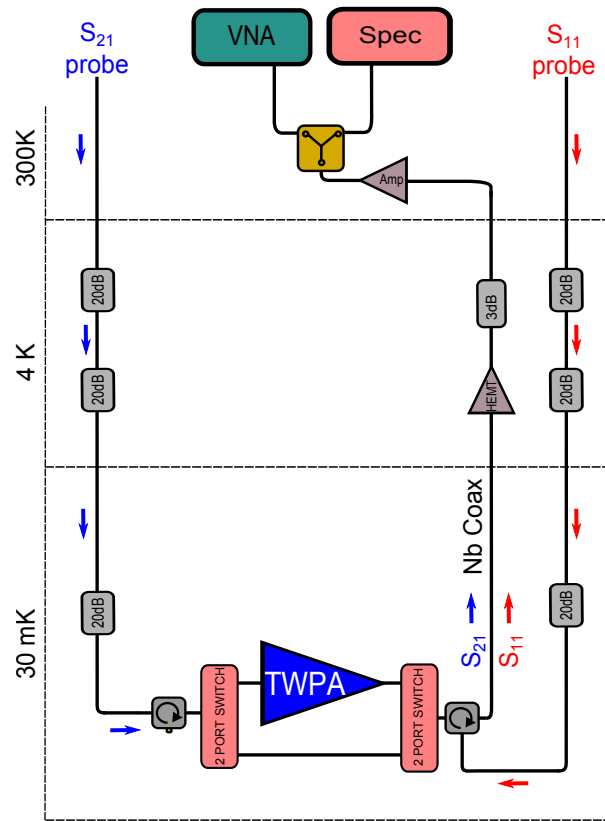 S21
probe
VNA
Spec
S11
probe
300K
Amp
20dB
20dB
3dB
20dB
20dB
4 K
HEMT
Nb Coax
20dB
20dB
30 mK
S21
S11
TWPA
2 PORT SWITCH
2 PORT SWITCH